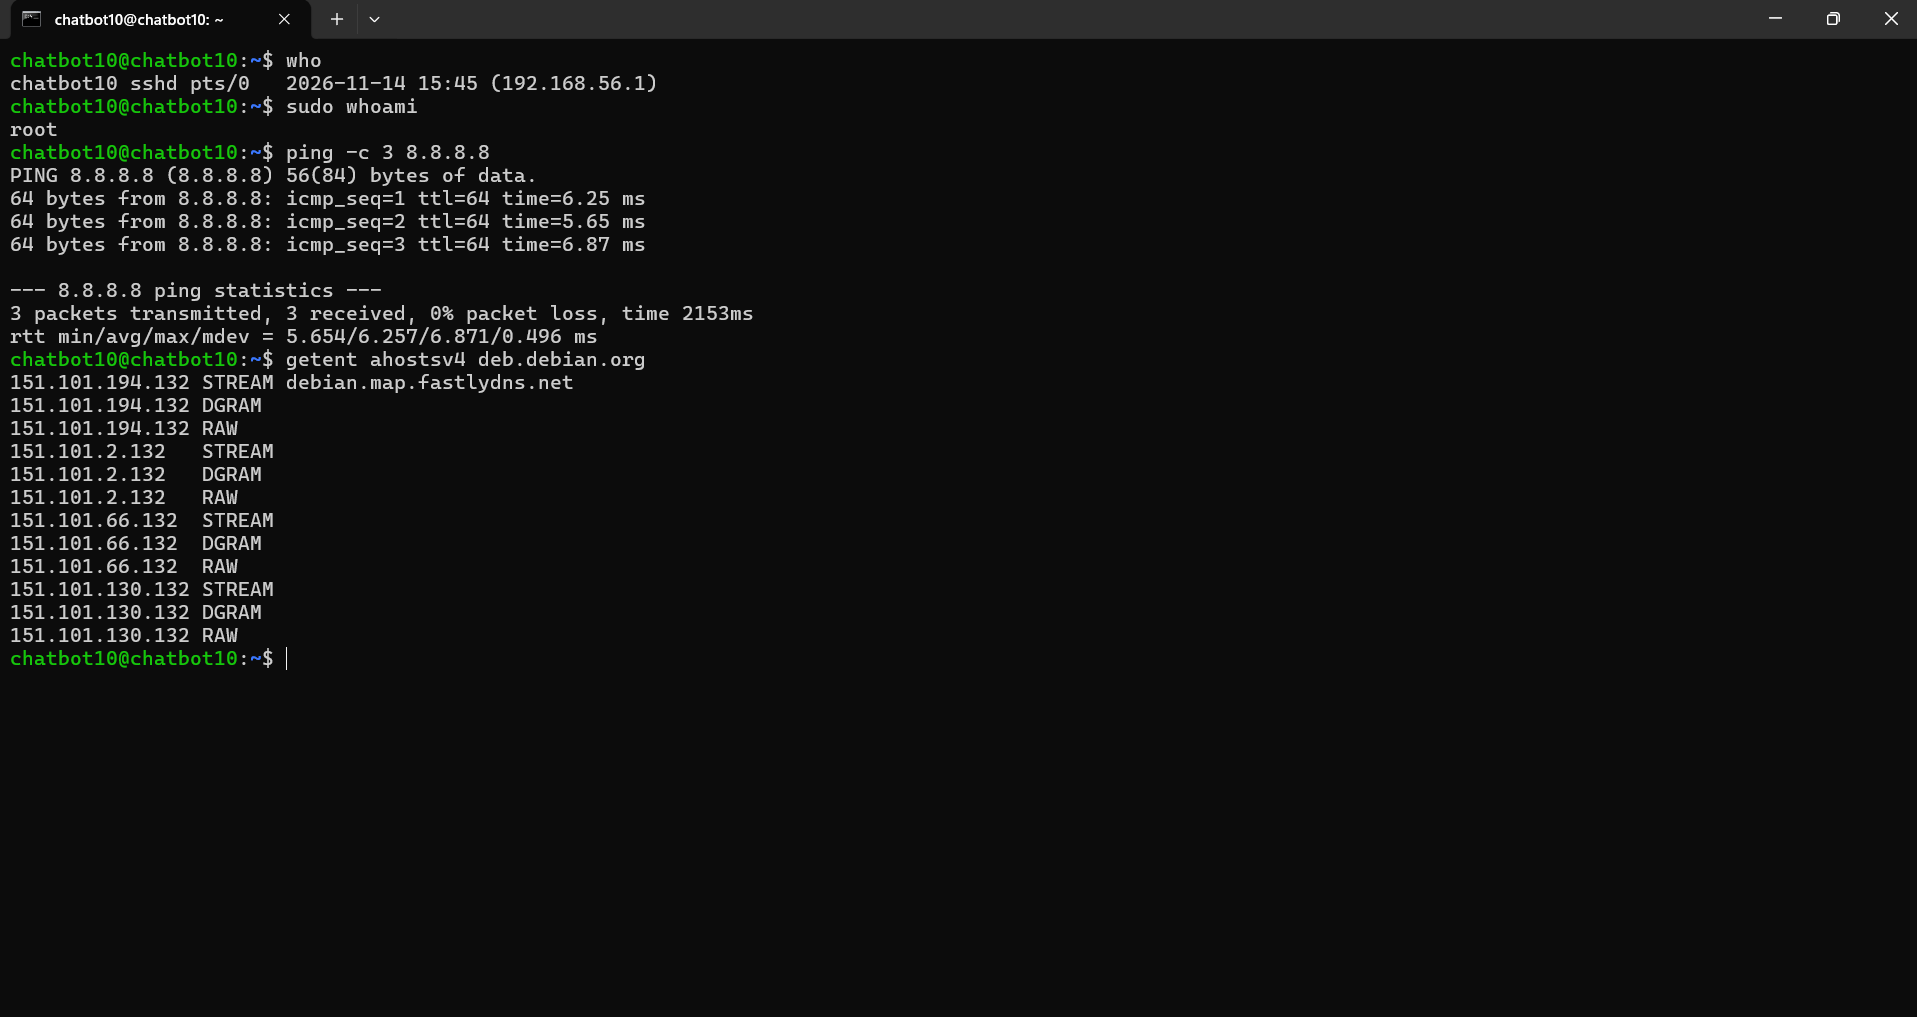 chatbot10@chatbot10: ~
chatbot10@chatbot10:~$ who
chatbot10 sshd pts/0   2026-11-14 15:45 (192.168.56.1)
chatbot10@chatbot10:~$ sudo whoami
root
chatbot10@chatbot10:~$ ping -c 3 8.8.8.8
PING 8.8.8.8 (8.8.8.8) 56(84) bytes of data.
64 bytes from 8.8.8.8: icmp_seq=1 ttl=64 time=6.25 ms
64 bytes from 8.8.8.8: icmp_seq=2 ttl=64 time=5.65 ms
64 bytes from 8.8.8.8: icmp_seq=3 ttl=64 time=6.87 ms

--- 8.8.8.8 ping statistics ---
3 packets transmitted, 3 received, 0% packet loss, time 2153ms
rtt min/avg/max/mdev = 5.654/6.257/6.871/0.496 ms
chatbot10@chatbot10:~$ getent ahostsv4 deb.debian.org
151.101.194.132 STREAM debian.map.fastlydns.net
151.101.194.132 DGRAM
151.101.194.132 RAW
151.101.2.132   STREAM
151.101.2.132   DGRAM
151.101.2.132   RAW
151.101.66.132  STREAM
151.101.66.132  DGRAM
151.101.66.132  RAW
151.101.130.132 STREAM
151.101.130.132 DGRAM
151.101.130.132 RAW
chatbot10@chatbot10:~$